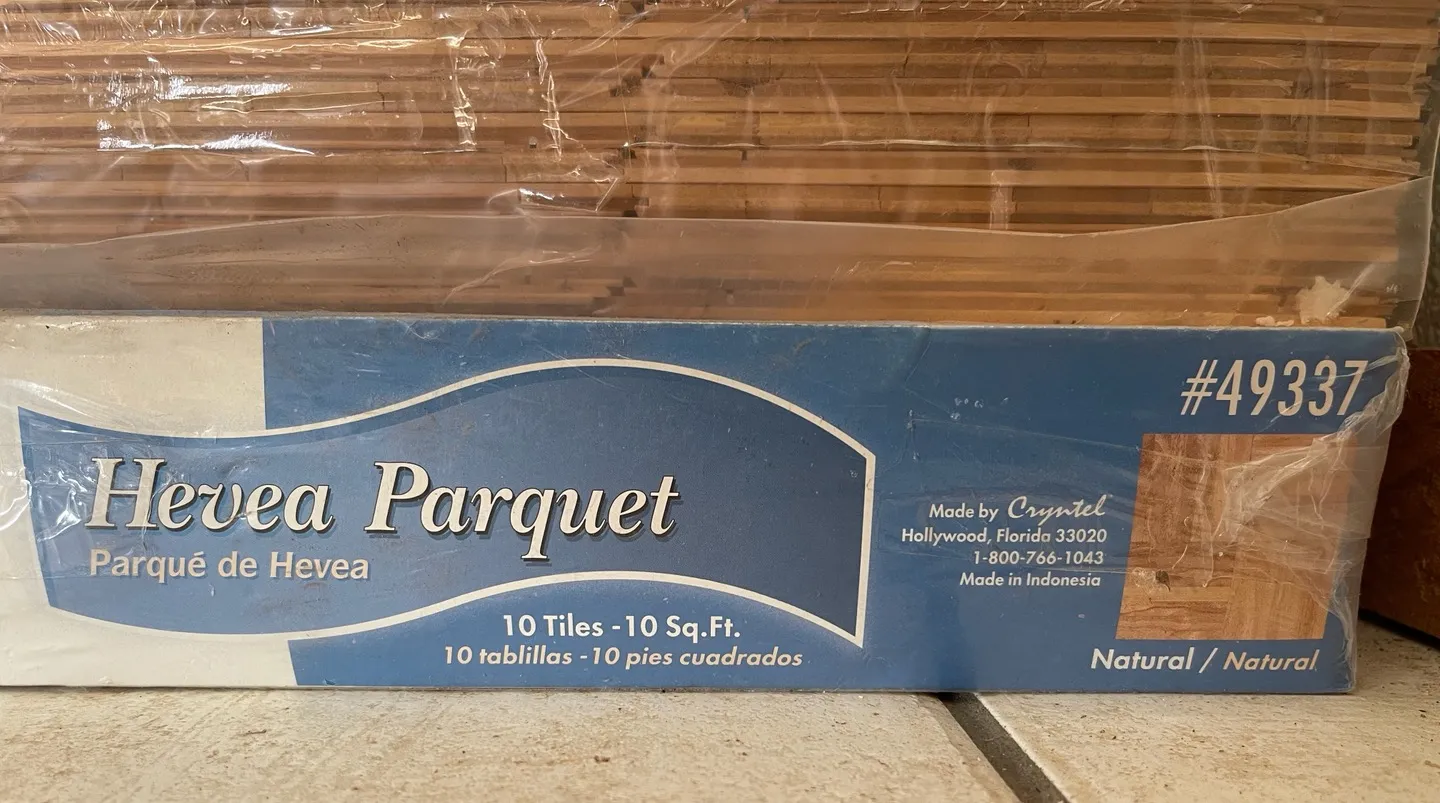 #49337
Hevea Parquet
Parqué de Hevea
10 Tiles -10 Sq.Ft.
10 tablillas -10 pies cuadrados
Made by Cryntel
Hollywood, Florida 33020
1-800-766-1043
Made in Indonesia
Natural / Natural